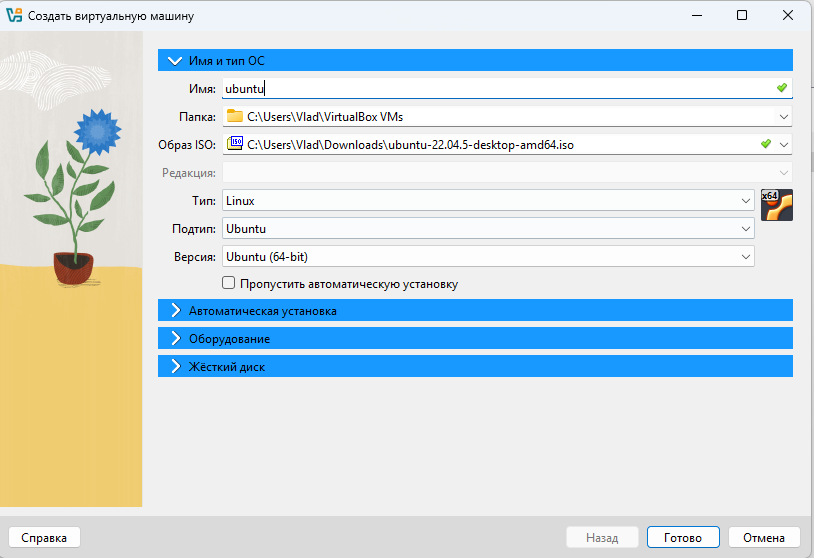 Создать виртуальную машину
Имя и тип ОС
Имя: ubuntu
Папка: C:\Users\Vlad\VirtualBox VMs
Образ ISO: ISO C:\Users\Vlad\Downloads\ubuntu-22.04.5-desktop-amd64.iso
Редакция:
Тип: Linux x64
Подтип: Ubuntu
Версия: Ubuntu (64-bit)
Пропустить автоматическую установку
Автоматическая установка
Оборудование
Жёсткий диск
Справка Назад Готово Отмена